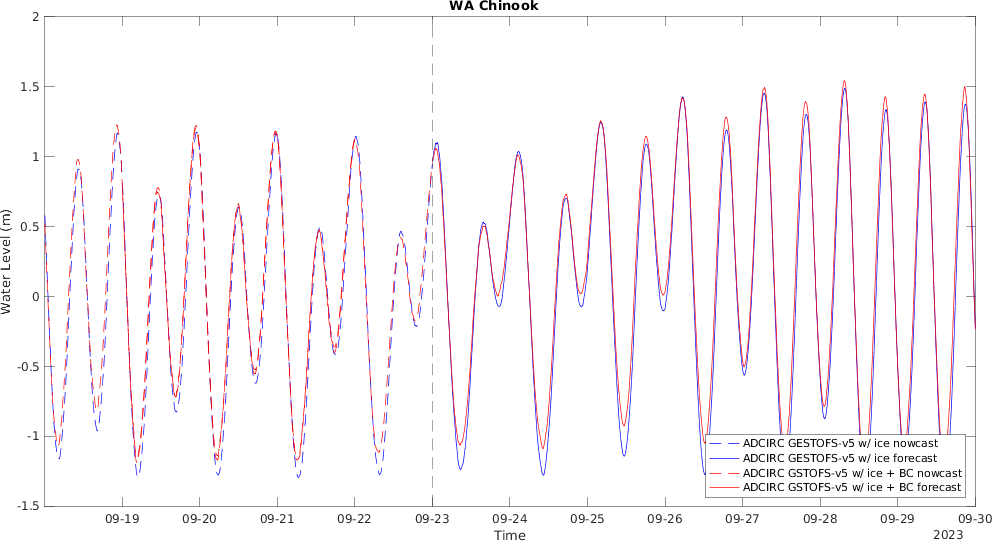 WA Chinook
2
1.5
1
0.5
0
-0.5
-1
-1.5
Water Level (m)
ADCIRC GESTOFS-v5 w/ ice nowcast
ADCIRC GESTOFS-v5 w/ ice forecast
ADCIRC GSTOFS-v5 w/ ice + BC nowcast
ADCIRC GSTOFS-v5 w/ ice + BC forecast
09-19 09-20 09-21 09-22 09-23 09-24 09-25 09-26 09-27 09-28 09-29 09-30
Time
2023